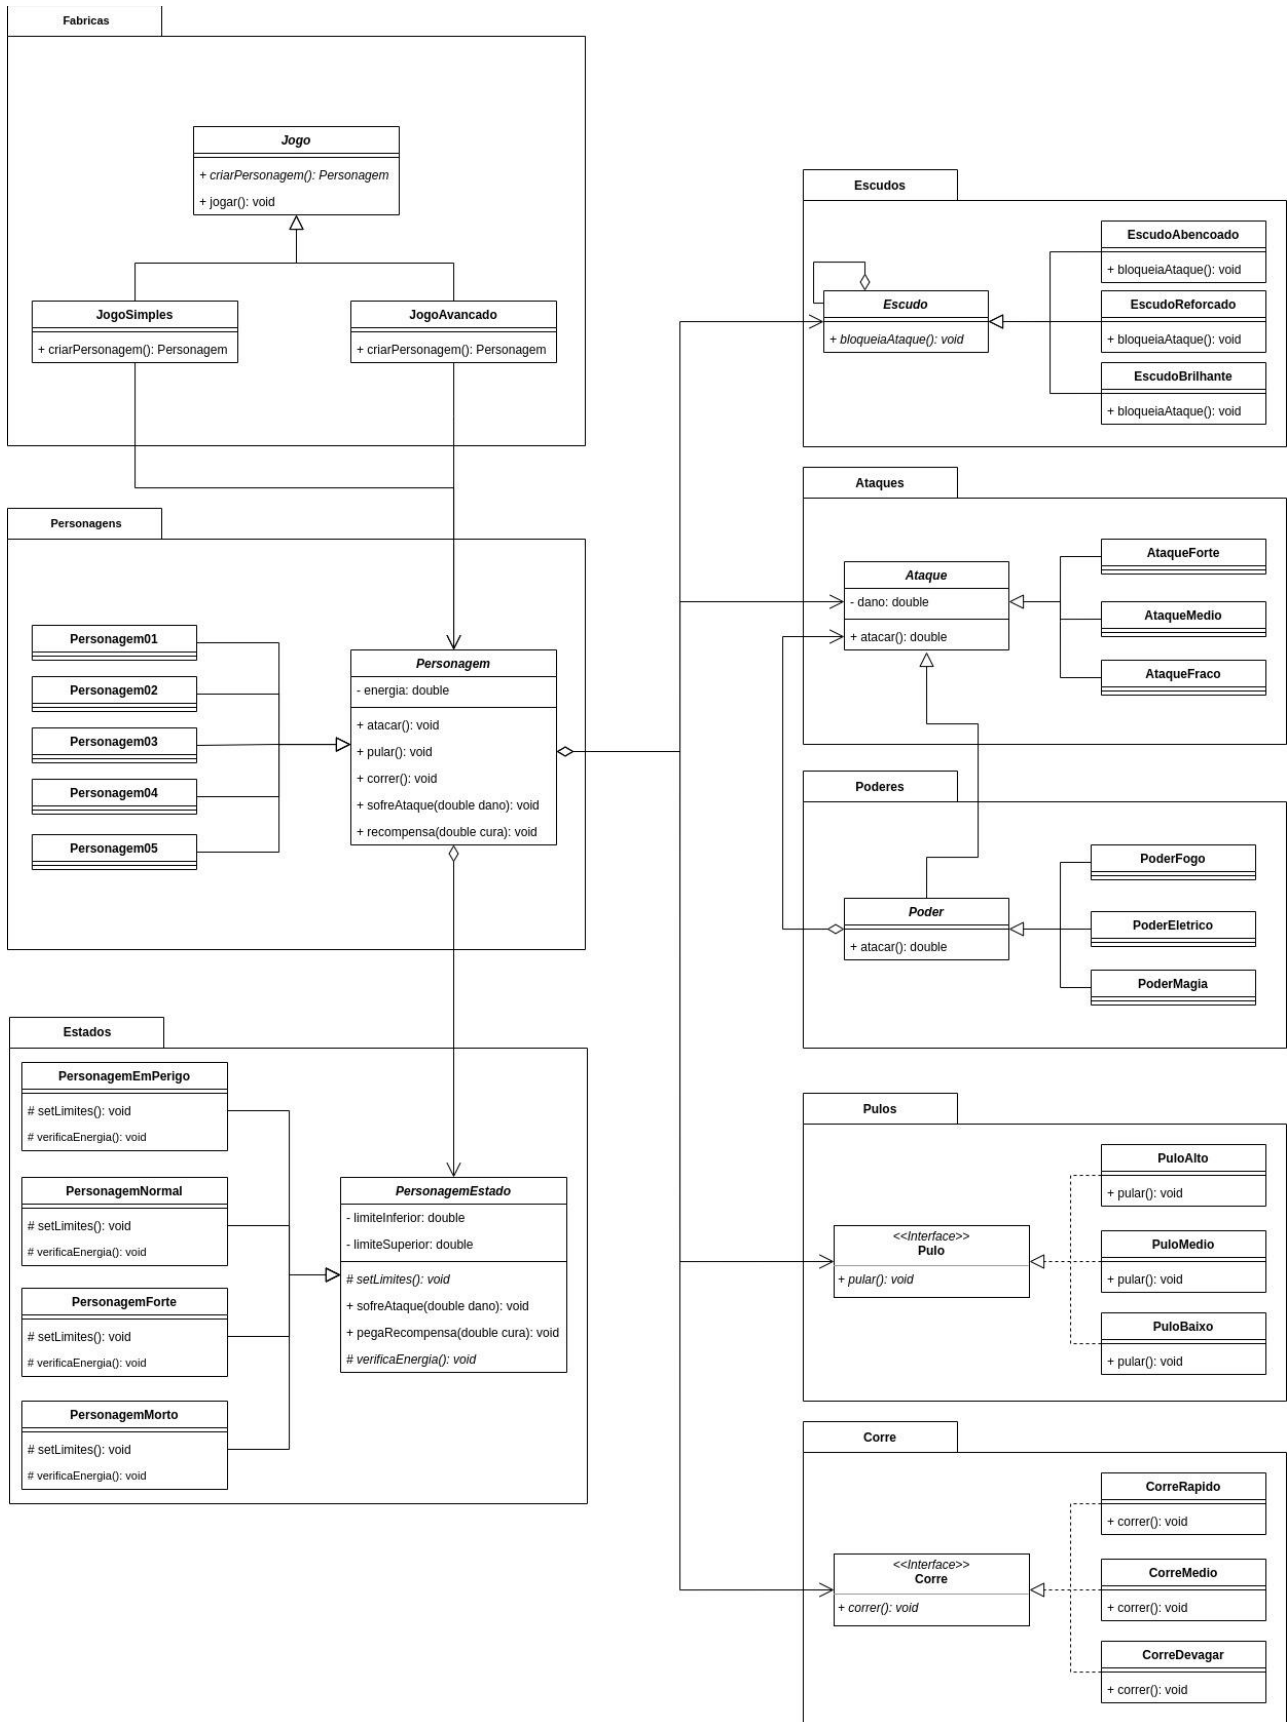 Fabricas
Jogo
+ criarPersonagem(): Personagem
+ jogar(): void
JogoSimples
+ criarPersonagem(): Personagem
JogoAvancado
+ criarPersonagem(): Personagem
Personagens
Personagem01
Personagem02
Personagem03
Personagem04
Personagem05
Personagem
- energia: double
+ atacar(): void
+ pular(): void
+ correr(): void
+ sofreAtaque(double dano): void
+ recompensa(double cura): void
Estados
PersonagemEmPerigo
# setLimites(): void
# verificaEnergia(): void
PersonagemNormal
# setLimites(): void
# verificaEnergia(): void
PersonagemForte
# setLimites(): void
# verificaEnergia(): void
PersonagemMorto
# setLimites(): void
# verificaEnergia(): void
PersonagemEstado
- limiteInferior: double
- limiteSuperior: double
# setLimites(): void
+ sofreAtaque(double dano): void
+ pegaRecompensa(double cura): void
# verificaEnergia(): void
Escudos
Escudo
+ bloqueiaAtaque(): void
EscudoAbencoado
+ bloqueiaAtaque(): void
EscudoReforcado
+ bloqueiaAtaque(): void
EscudoBrilhante
+ bloqueiaAtaque(): void
Ataques
Ataque
- dano: double
+ atacar(): double
AtaqueForte
AtaqueMedio
AtaqueFraco
Poderes
Poder
+ atacar(): double
PoderFogo
PoderEletrico
PoderMagia
Pulos
<<Interface>>
Pulo
+ pular(): void
PuloAlto
+ pular(): void
PuloMedio
+ pular(): void
PuloBaixo
+ pular(): void
Corre
<<Interface>>
Corre
+ correr(): void
CorreRapido
+ correr(): void
CorreMedio
+ correr(): void
CorreDevagar
+ correr(): void